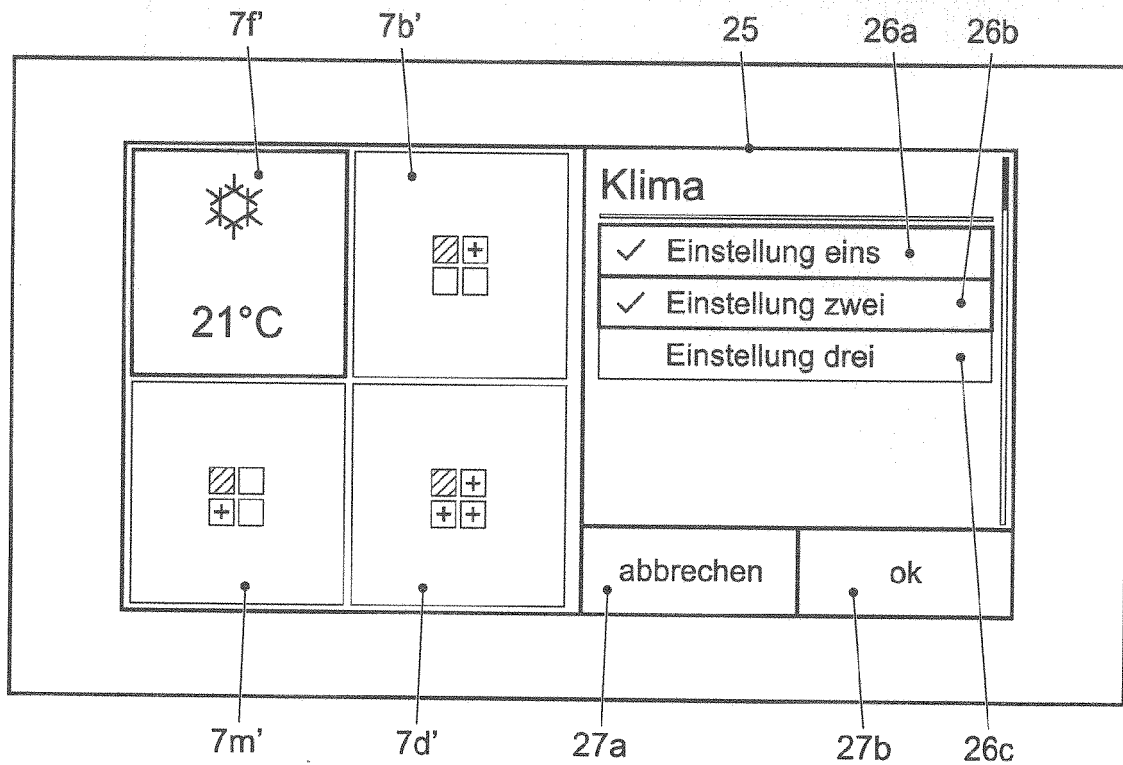 7f' 7b' 25 26a 26b
Klima
✓ Einstellung eins
✓ Einstellung zwei
21°C
Einstellung drei
abbrechen ok
7m' 7d' 27a 27b 26c